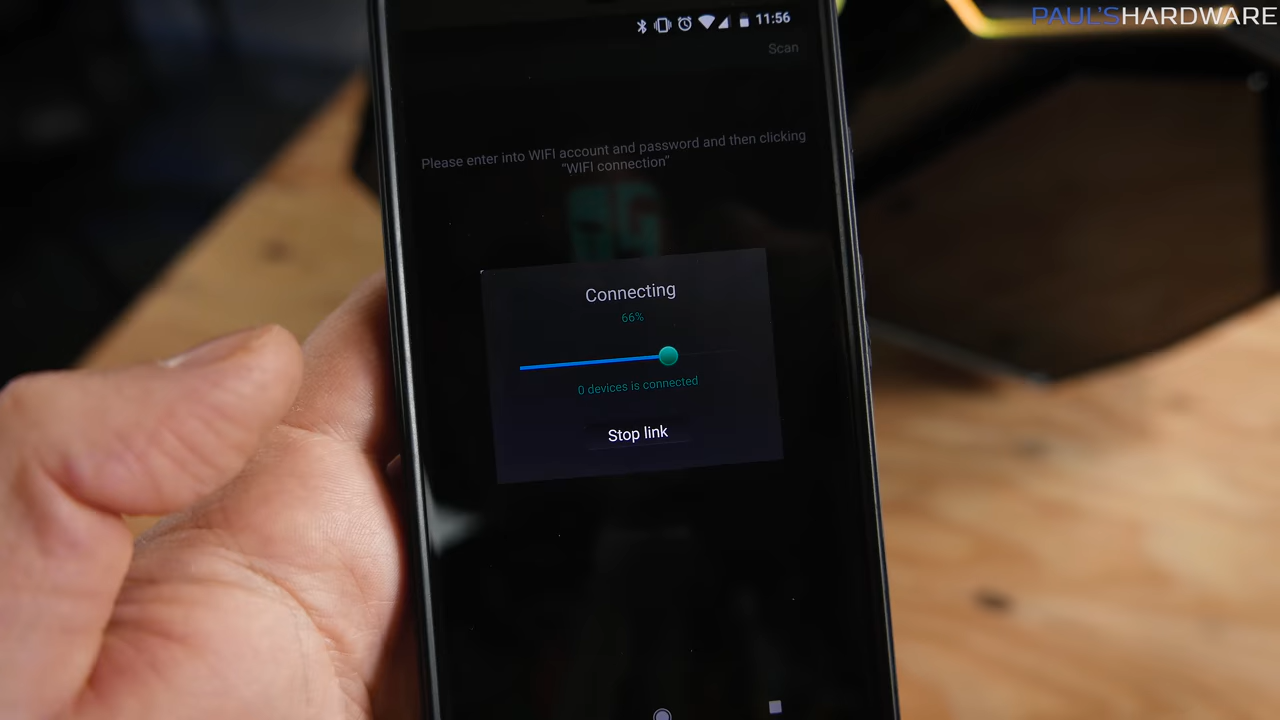 PAUL'SHARDWARE
11:56
Scan
Please enter into WIFI account and password and then clicking
"WIFI connection"
Connecting
66%
0 devices is connected
Stop link